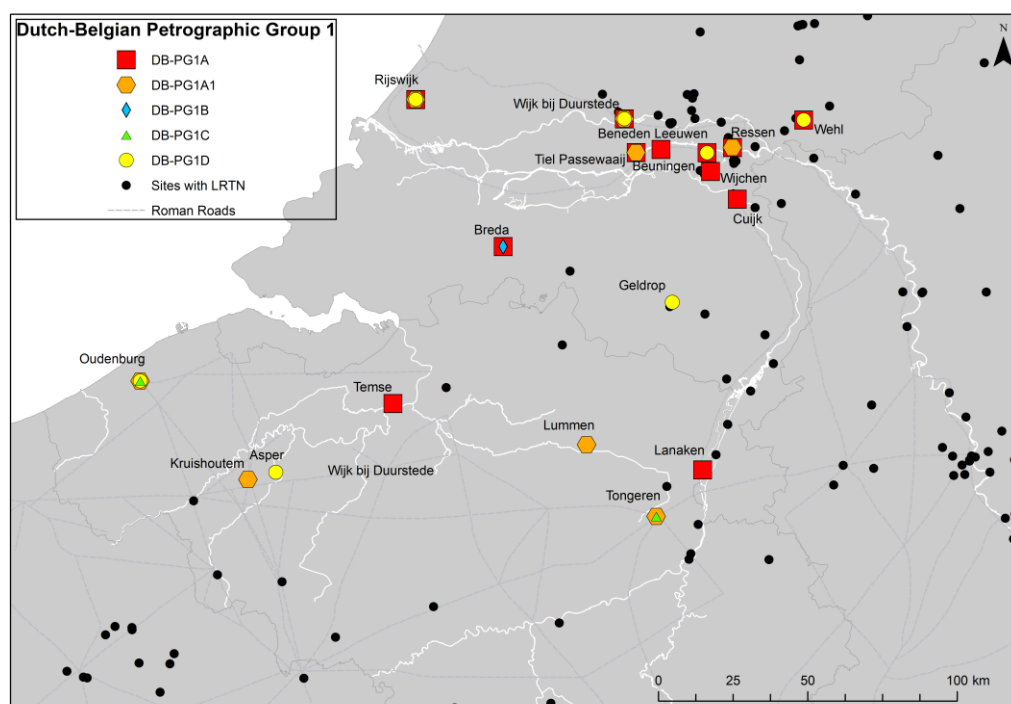 Dutch-Belgian Petrographic Group 1
DB-PG1A
DB-PG1A1
DB-PG1B
DB-PG1C
DB-PG1D
Sites with LRTN
Roman Roads
N
Rijswijk
Wijk bij Duurstede
Beneden Leeuwen
Ressen
Wehl
Tiel Passewaaij
Beuningen
Wijchen
Cuijk
Breda
Geldrop
Oudenburg
Temse
Lummen
Asper
Kruishoutem
Wijk bij Duurstede
Lanaken
Tongeren
0 25 50 100 km